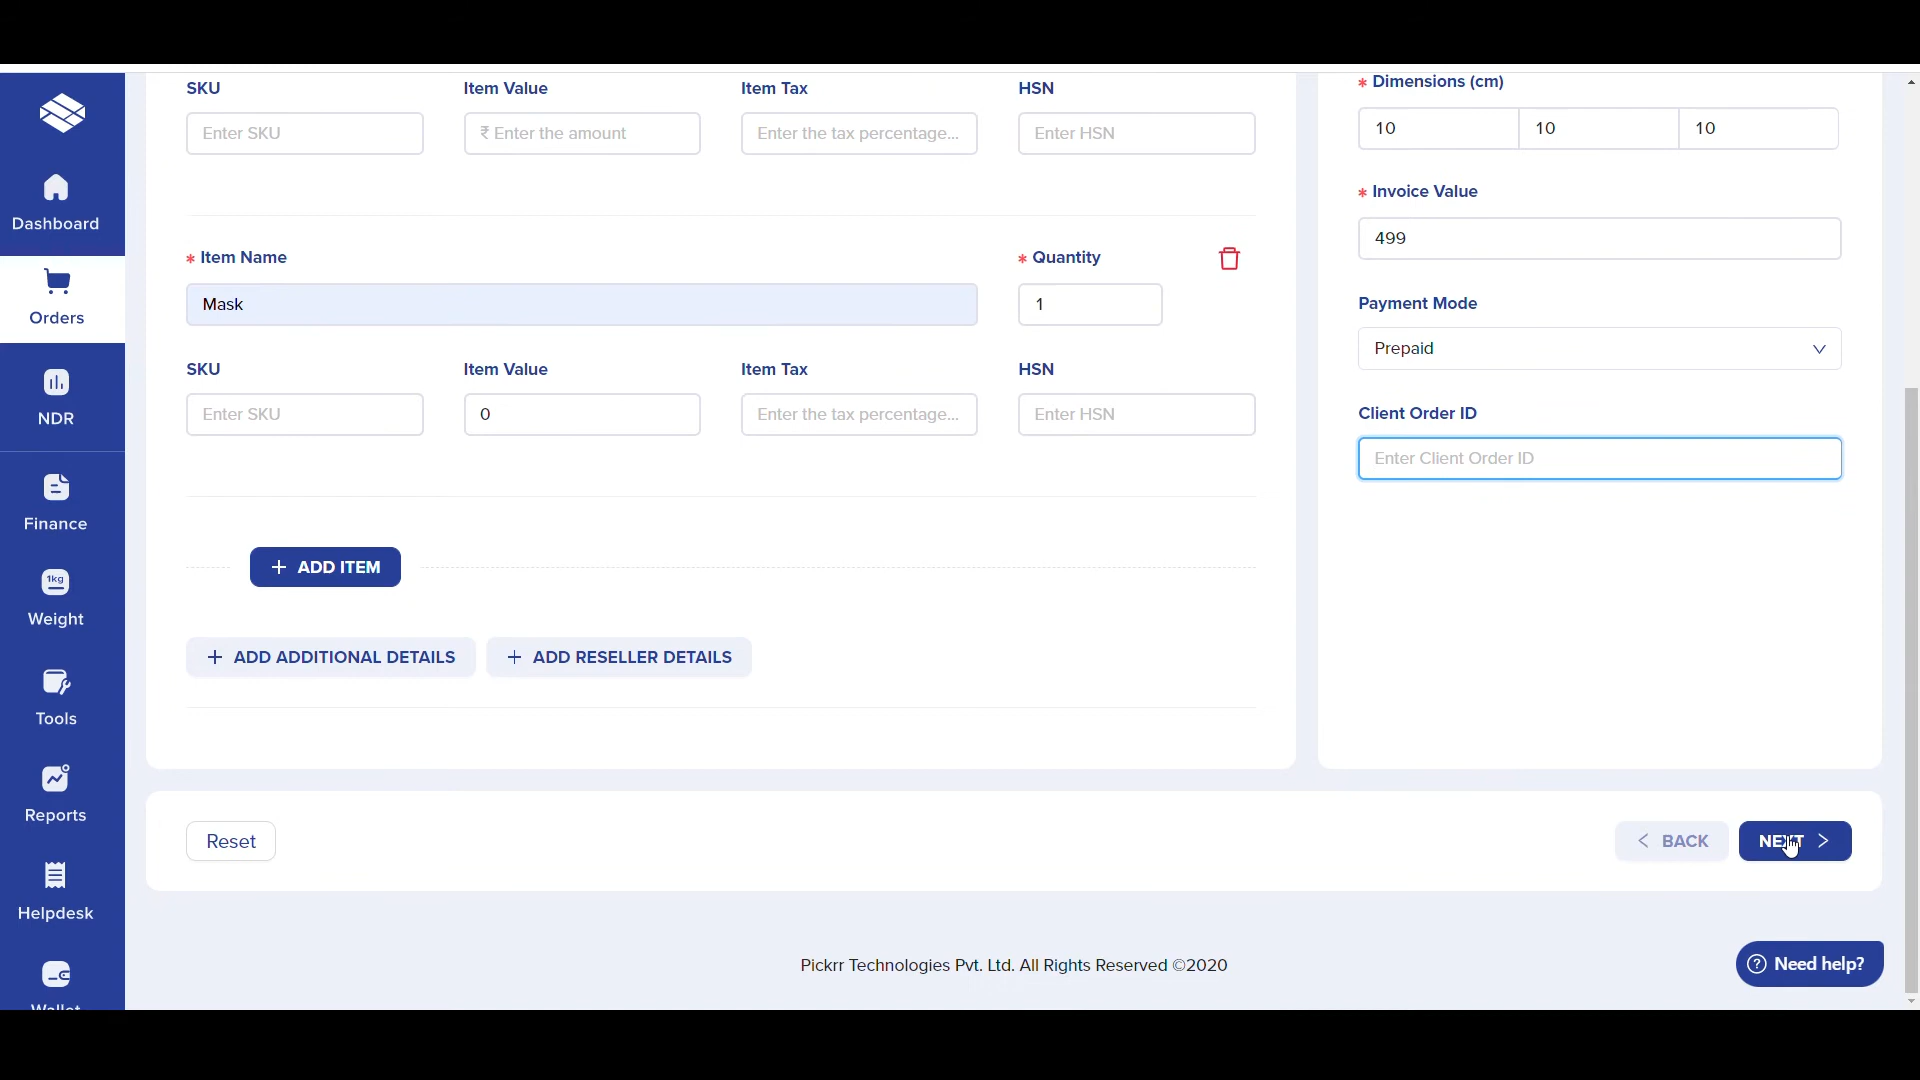 SKU Item Value Item Tax HSN
Enter SKU ₹ Enter the amount Enter the tax percentage... Enter HSN
* Item Name * Quantity
Mask 1
SKU Item Value Item Tax HSN
Enter SKU 0 Enter the tax percentage... Enter HSN
+ ADD ITEM
+ ADD ADDITIONAL DETAILS + ADD RESELLER DETAILS
* Dimensions (cm)
10 10 10
* Invoice Value
499
Payment Mode
Prepaid
Client Order ID
Enter Client Order ID
Dashboard
Orders
NDR
Finance
1kg
Weight
Tools
Reports
Helpdesk
Wallet
Reset < BACK NEXT >
Pickrr Technologies Pvt. Ltd. All Rights Reserved ©2020
? Need help?